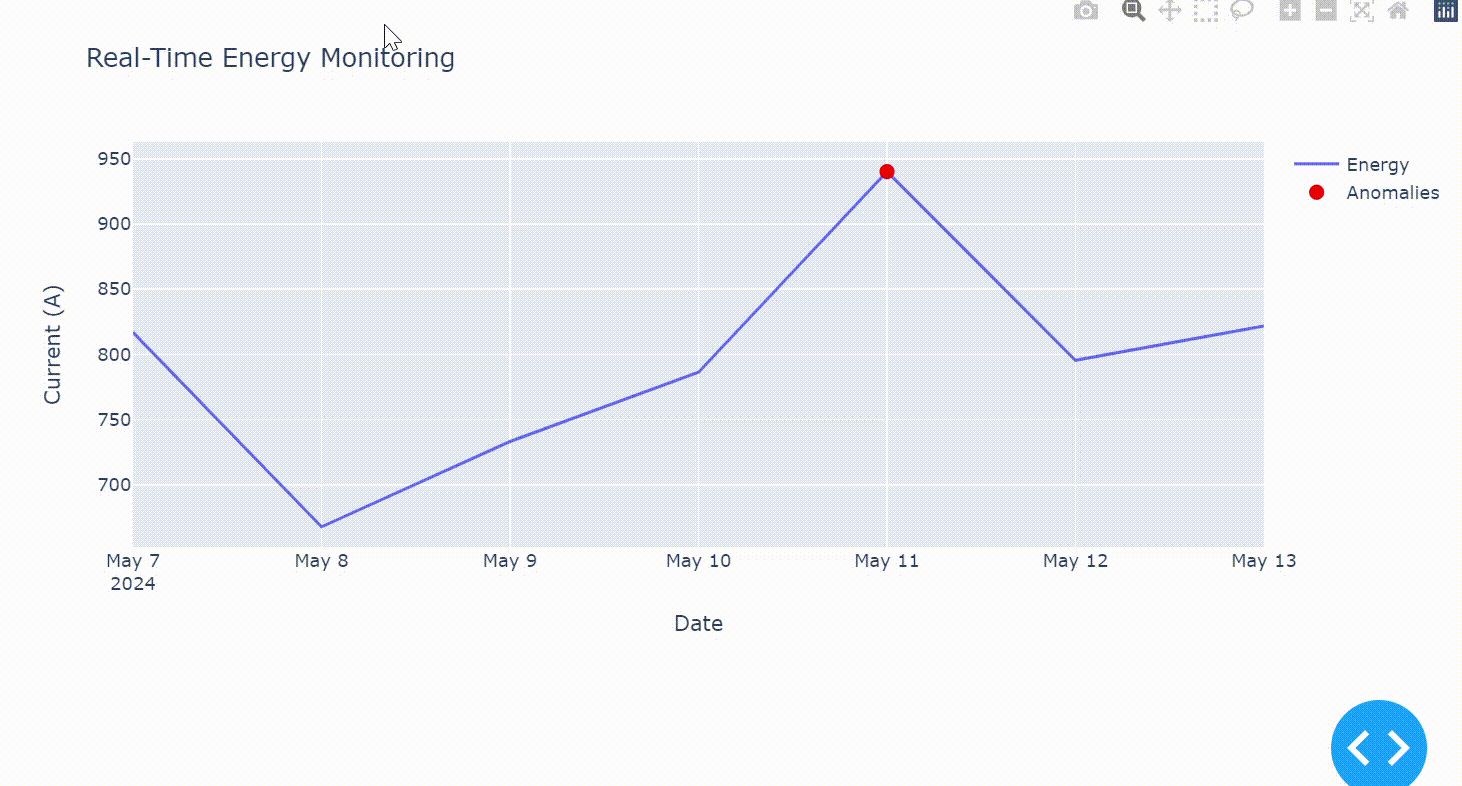 Real-Time Energy Monitoring
950
900
850
800
750
700
Current (A)
Energy
Anomalies
May 7 May 8 May 9 May 10 May 11 May 12 May 13
2024
Date